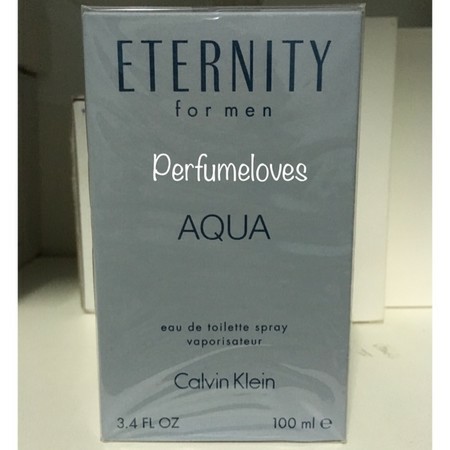 ETERNITY
for men
Perfumeloves
AQUA
eau de toilette spray
vaporisateur
Calvin Klein
3.4 FL OZ 100 ml e